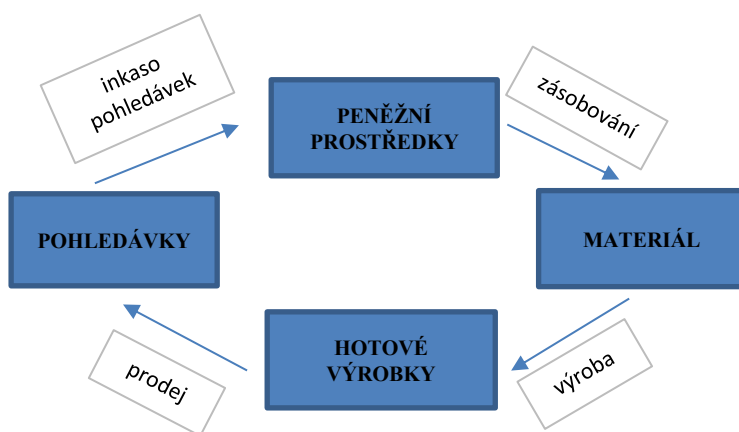 inkaso
pohledávek
PENĚŽNÍ
PROSTŘEDKY
zásobování
POHLEDÁVKY
MATERIÁL
HOTOVÉ
VÝROBKY
prodej
výroba